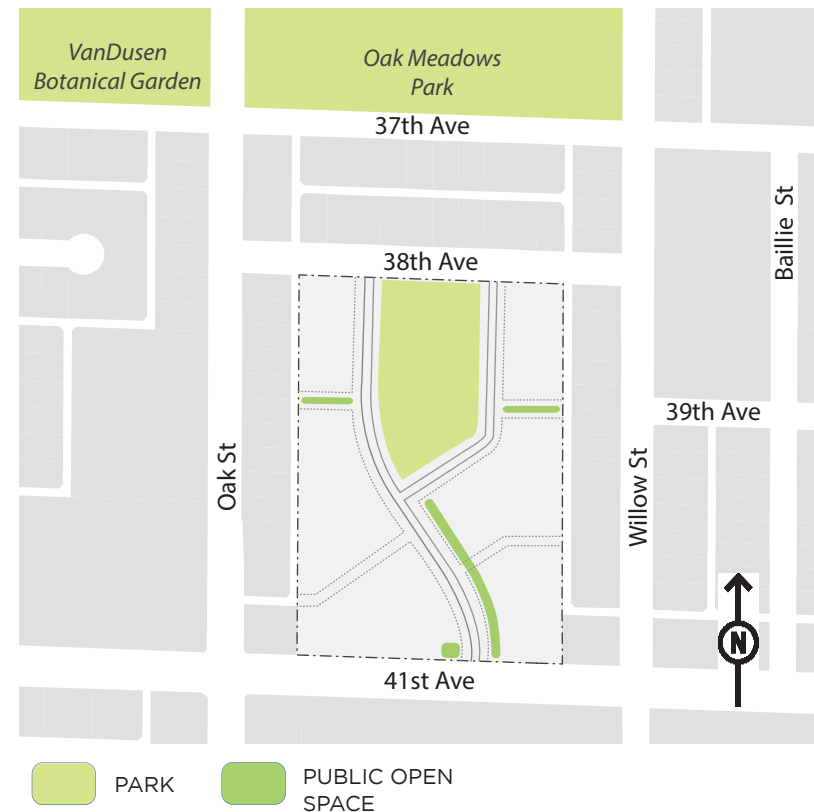 VanDusen
Botanical Garden
Oak Meadows
Park
37th Ave
Baillie St
38th Ave
39th Ave
Oak St
Willow St
N
41st Ave
PARK
PUBLIC OPEN
SPACE